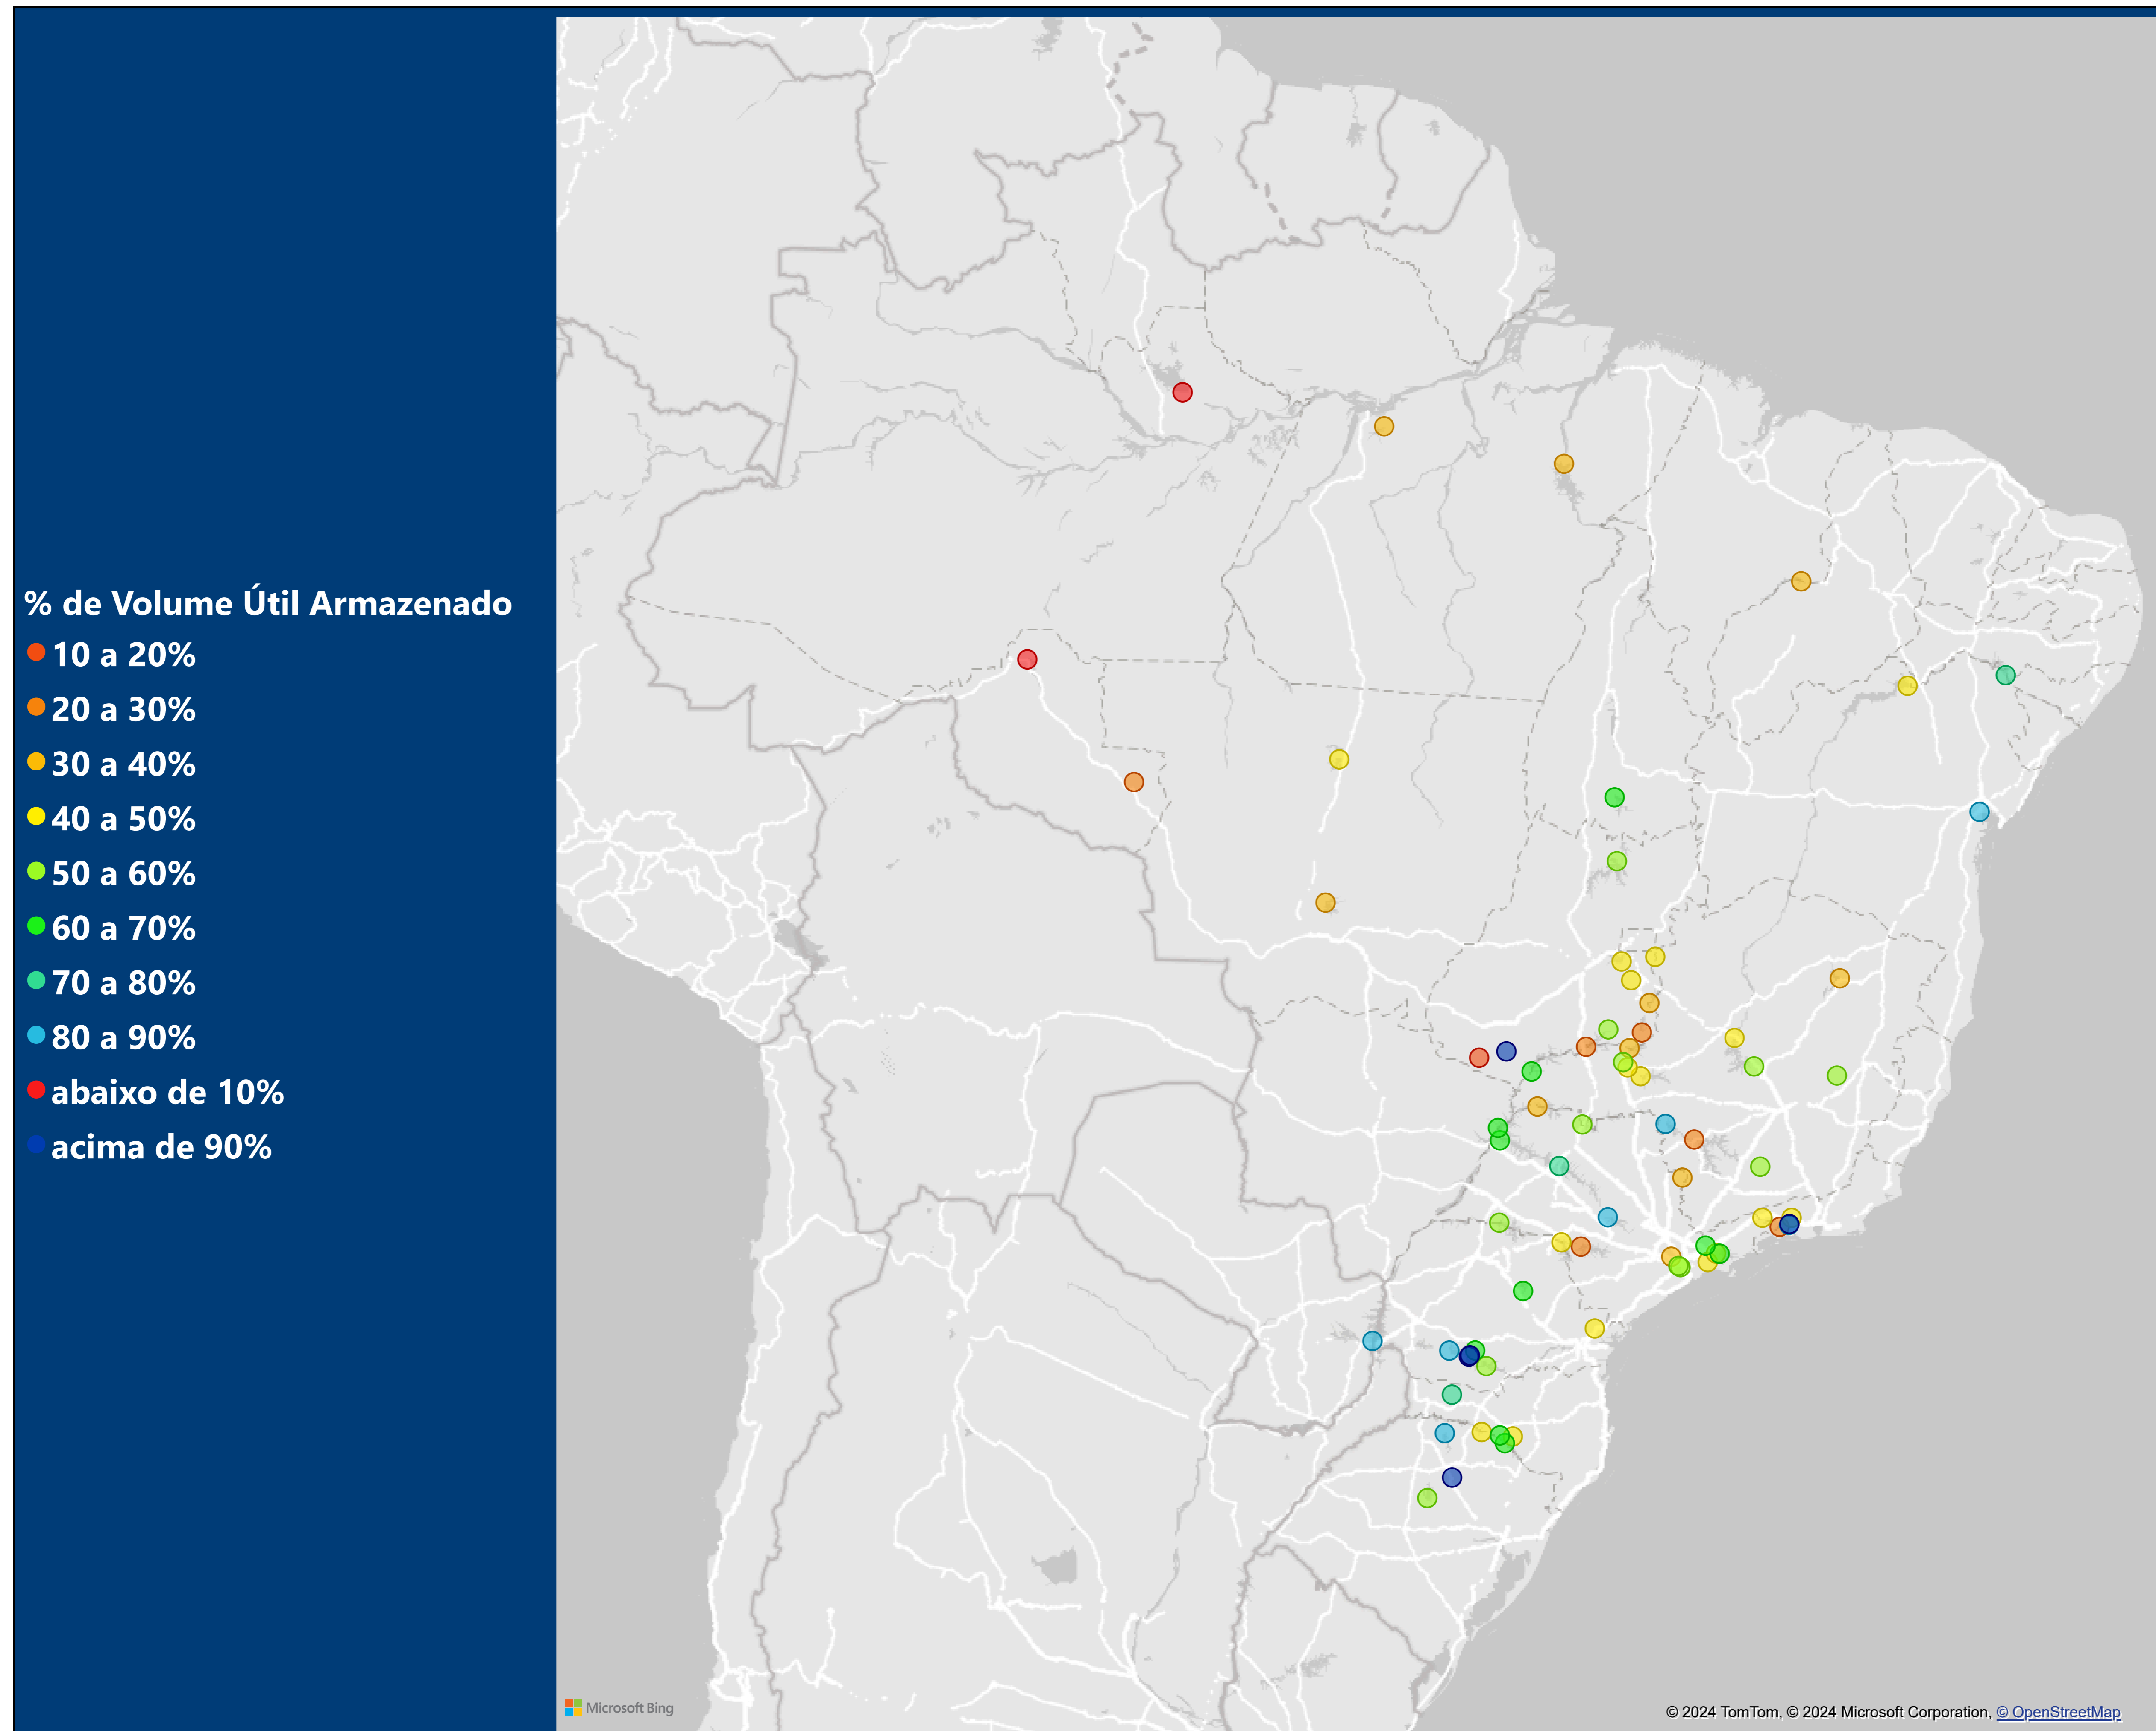 % de Volume Útil Armazenado
10 a 20%
20 a 30%
30 a 40%
40 a 50%
50 a 60%
60 a 70%
70 a 80%
80 a 90%
abaixo de 10%
acima de 90%
Microsoft Bing
© 2024 TomTom, © 2024 Microsoft Corporation, © OpenStreetMap